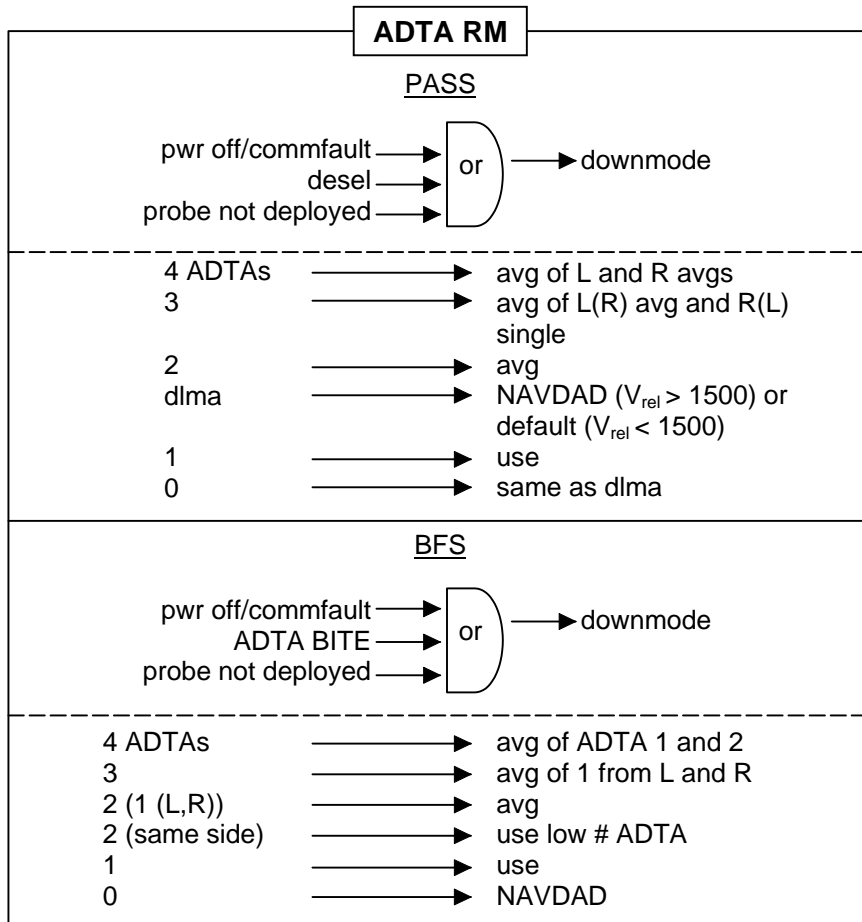 ADTA RM
PASS
pwr off/commfault
desel
probe not deployed
or
downmode
4 ADTAs avg of L and R avgs
3 avg of L(R) avg and R(L)
single
2 avg
dlma NAVDAD (Vrel > 1500) or
default (Vrel < 1500)
1 use
0 same as dlma
BFS
pwr off/commfault
ADTA BITE
probe not deployed
or
downmode
4 ADTAs avg of ADTA 1 and 2
3 avg of 1 from L and R
2 (1 (L,R)) avg
2 (same side) use low # ADTA
1 use
0 NAVDAD